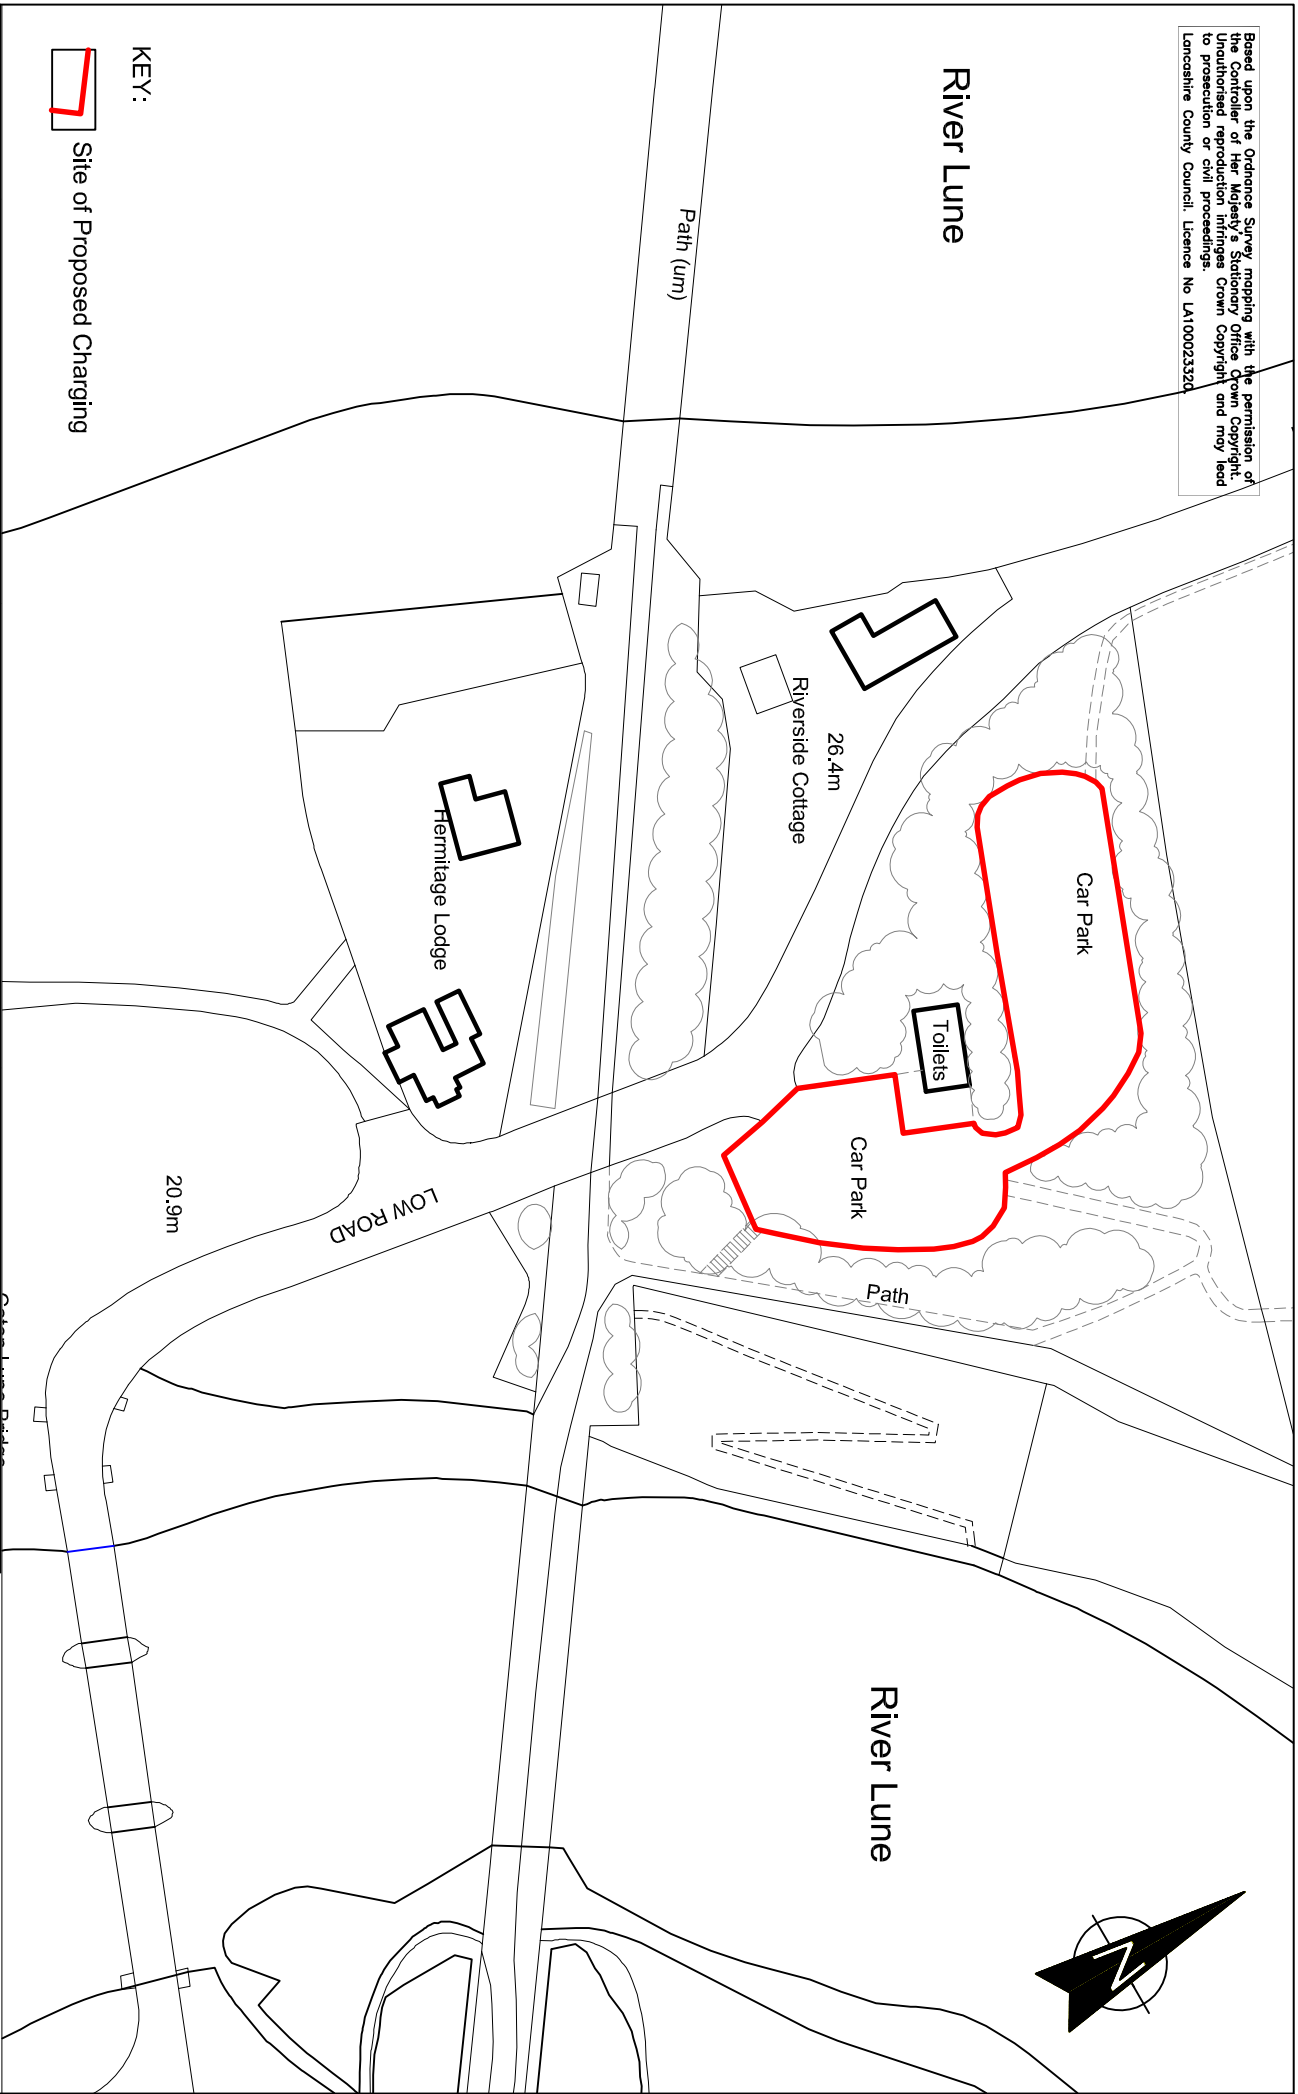 Based upon the Ordnance Survey mapping with the permission of
the Controller of Her Majesty's Stationary Office Crown Copyright.
Unauthorised reproduction infringes Crown Copyright and may lead
to prosecution or civil proceedings.
Lancashire County Council. Licence No LA100023320.
River Lune
Path (um)
KEY:
Site of Proposed Charging
26.4m
Riverside Cottage
Hermitage Lodge
Car Park
Toilets
Car Park
LOW ROAD
20.9m
Path
River Lune
N